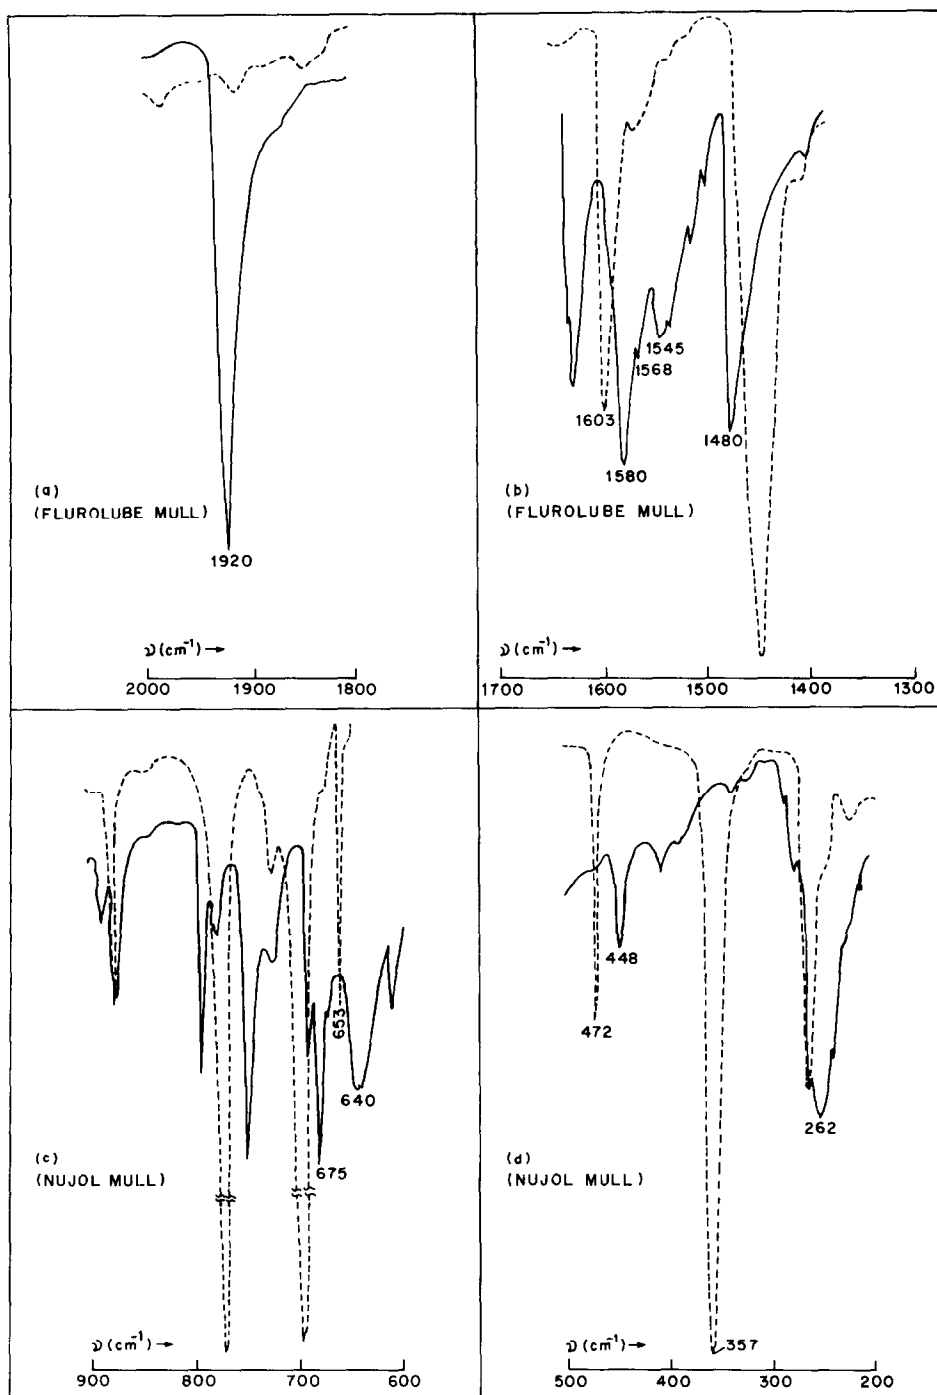 1920
(a)
(FLUROLUBE MULL)
ν (cm⁻¹) →
2000 1900 1800
1603
1580
1568
1545
1480
(b)
(FLUROLUBE MULL)
ν (cm⁻¹) →
1700 1600 1500 1400 1300
653
640
675
(c)
(NUJOL MULL)
ν (cm⁻¹) →
900 800 700 600
472
448
262
357
(d)
(NUJOL MULL)
ν (cm⁻¹) →
500 400 300 200